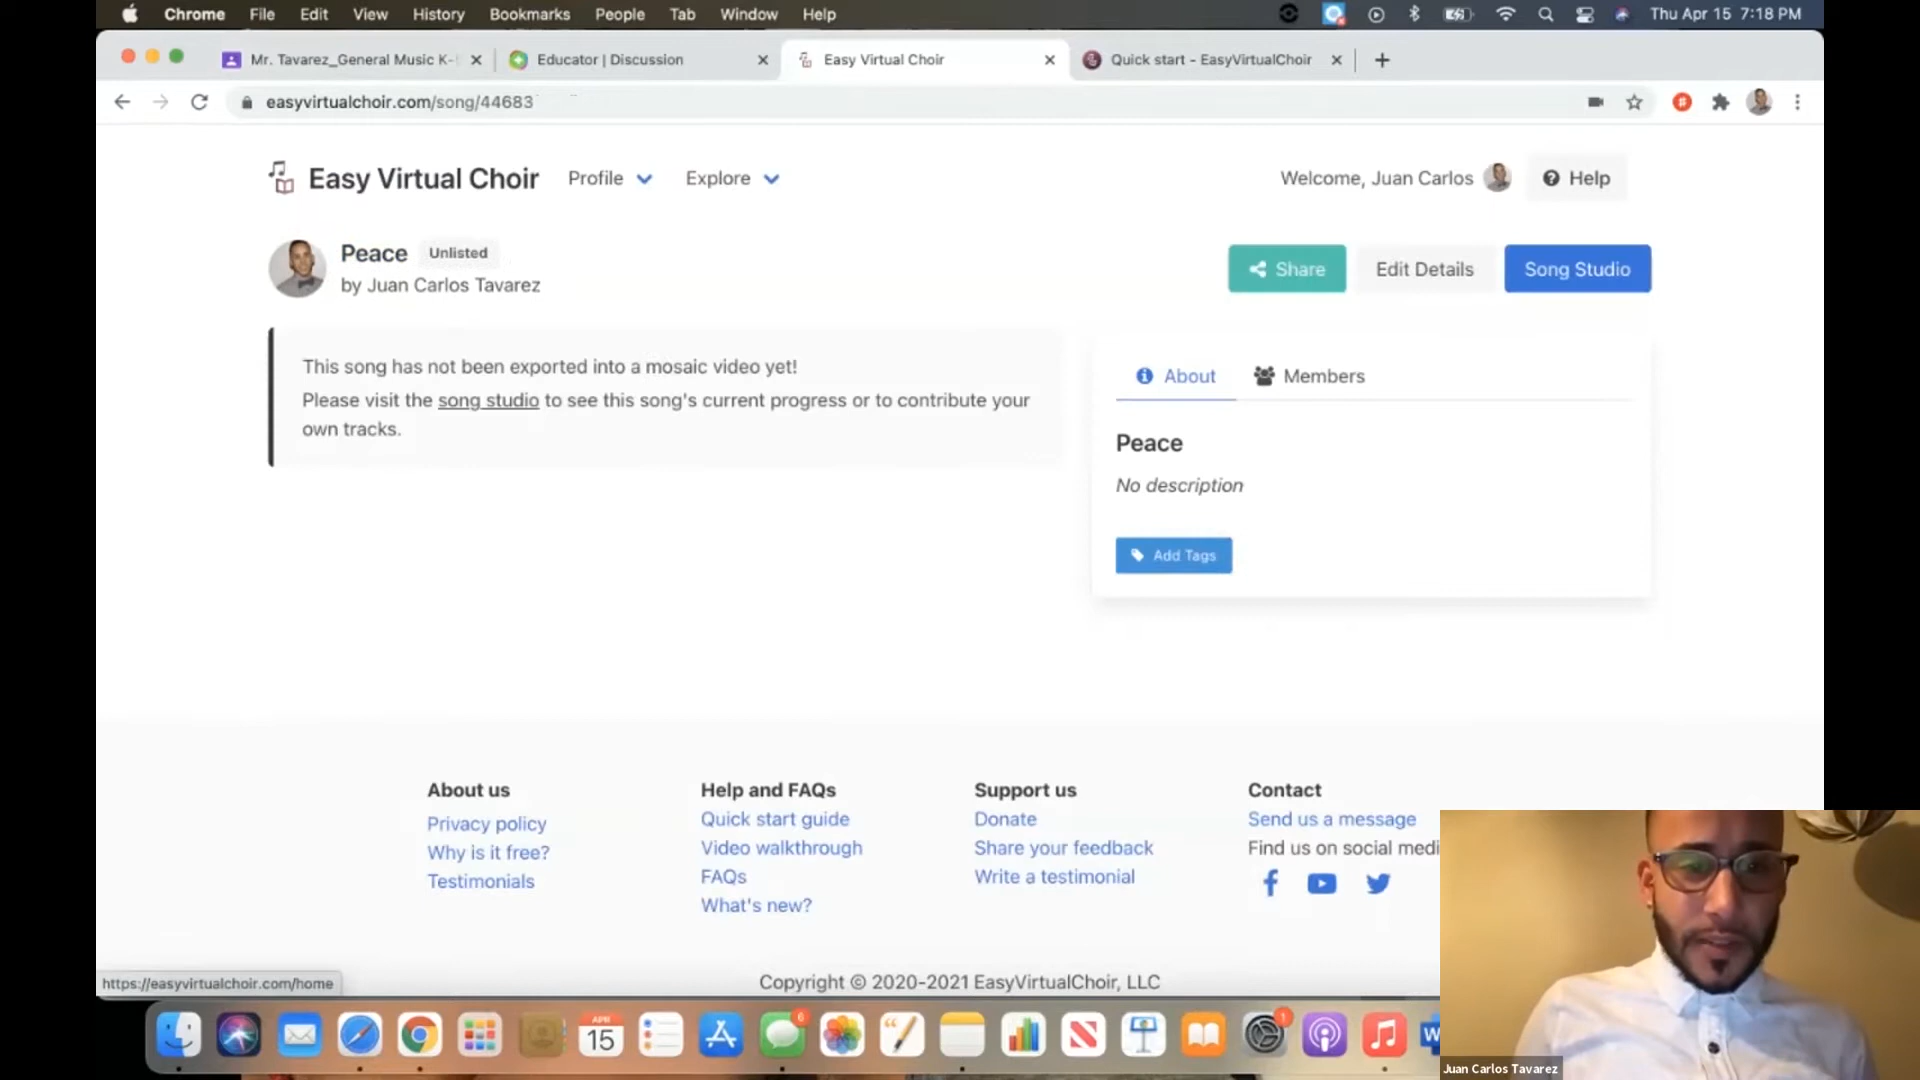 Chrome File Edit View History Bookmarks People Tab Window Help Thu Apr 15 7:18 PM
Mr. Tavarez_General Music K- Educator | Discussion Easy Virtual Choir Quick start - EasyVirtualChoir
easyvirtualchoir.com/song/44683
Easy Virtual Choir Profile Explore Welcome, Juan Carlos Help
Peace Unlisted
by Juan Carlos Tavarez
Share Edit Details Song Studio
This song has not been exported into a mosaic video yet!
Please visit the song studio to see this song's current progress or to contribute your
own tracks.
About Members
Peace
No description
Add Tags
About us
Privacy policy
Why is it free?
Testimonials
Help and FAQs
Quick start guide
Video walkthrough
FAQs
What's new?
Support us
Donate
Share your feedback
Write a testimonial
Contact
Send us a message
Find us on social medi
https://easyvirtualchoir.com/home
Copyright © 2020-2021 EasyVirtualChoir, LLC
APR
15
6
1
W
Juan Carlos Tavarez